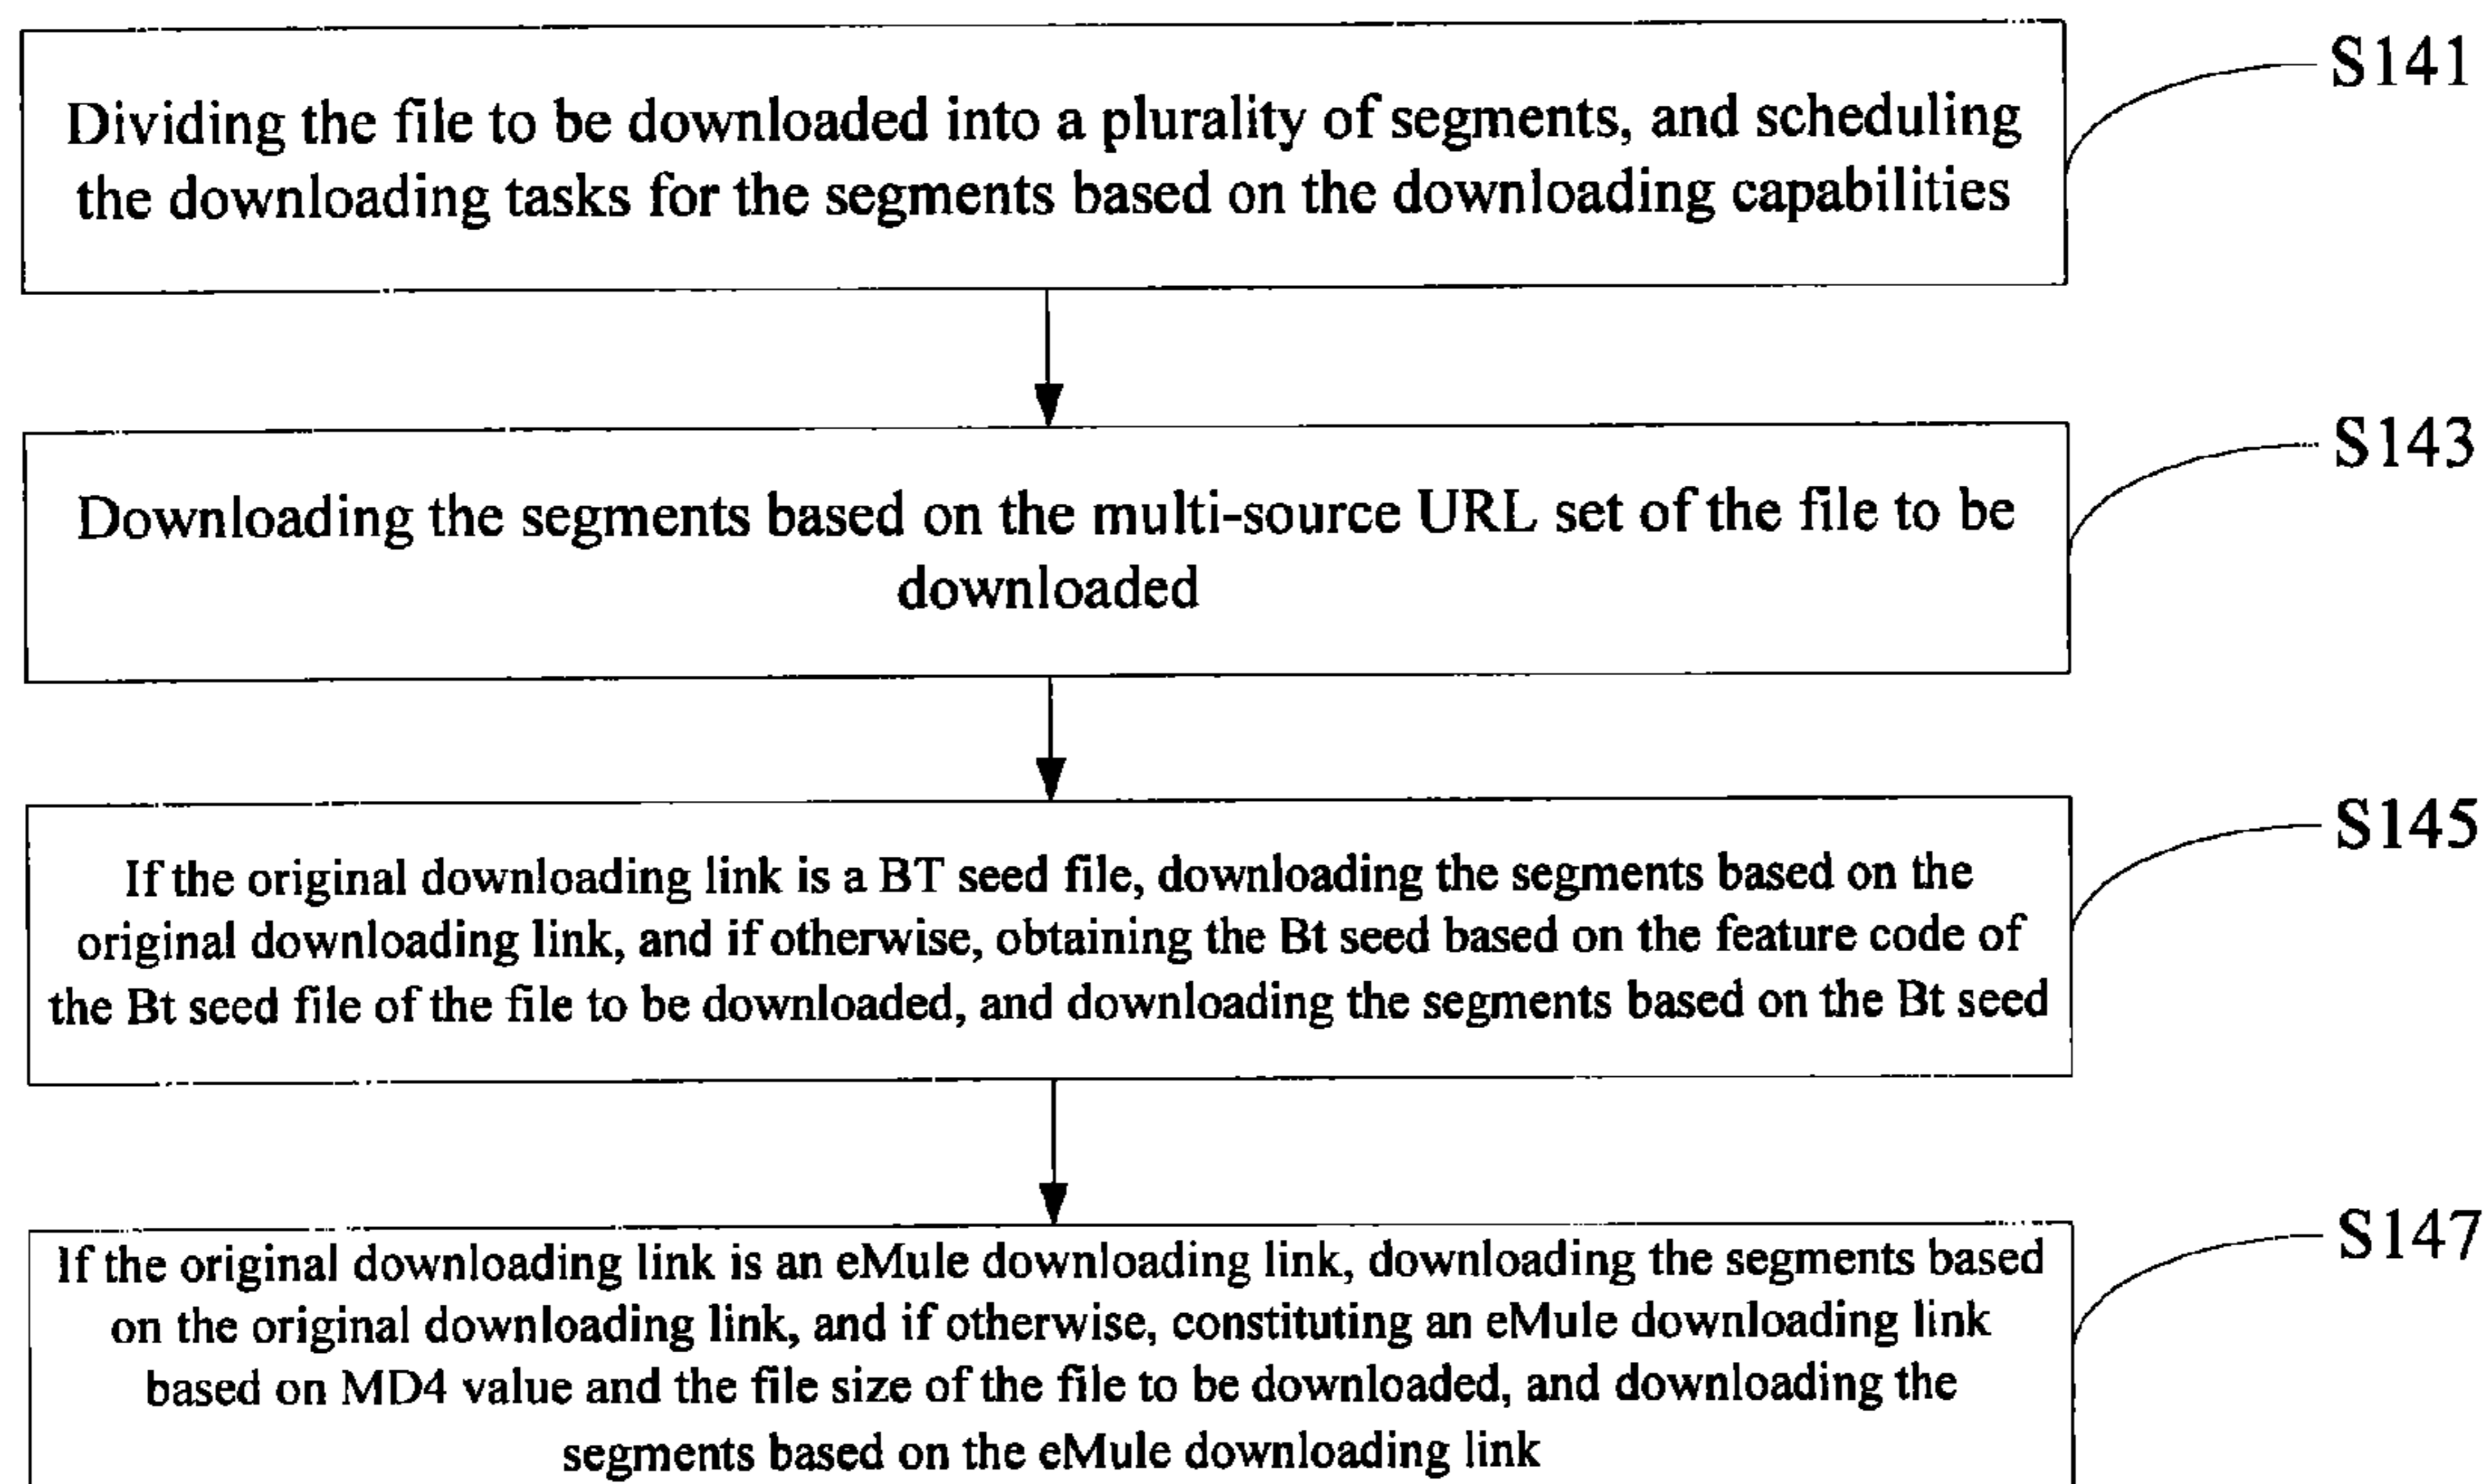 S141
Dividing the file to be downloaded into a plurality of segments, and scheduling
the downloading tasks for the segments based on the downloading capabilities
S143
Downloading the segments based on the multi-source URL set of the file to be
downloaded
S145
If the original downloading link is a BT seed file, downloading the segments based on the
original downloading link, and if otherwise, obtaining the Bt seed based on the feature code of
the Bt seed file of the file to be downloaded, and downloading the segments based on the Bt seed
S147
If the original downloading link is an eMule downloading link, downloading the segments based
on the original downloading link, and if otherwise, constituting an eMule downloading link
based on MD4 value and the file size of the file to be downloaded, and downloading the
segments based on the eMule downloading link